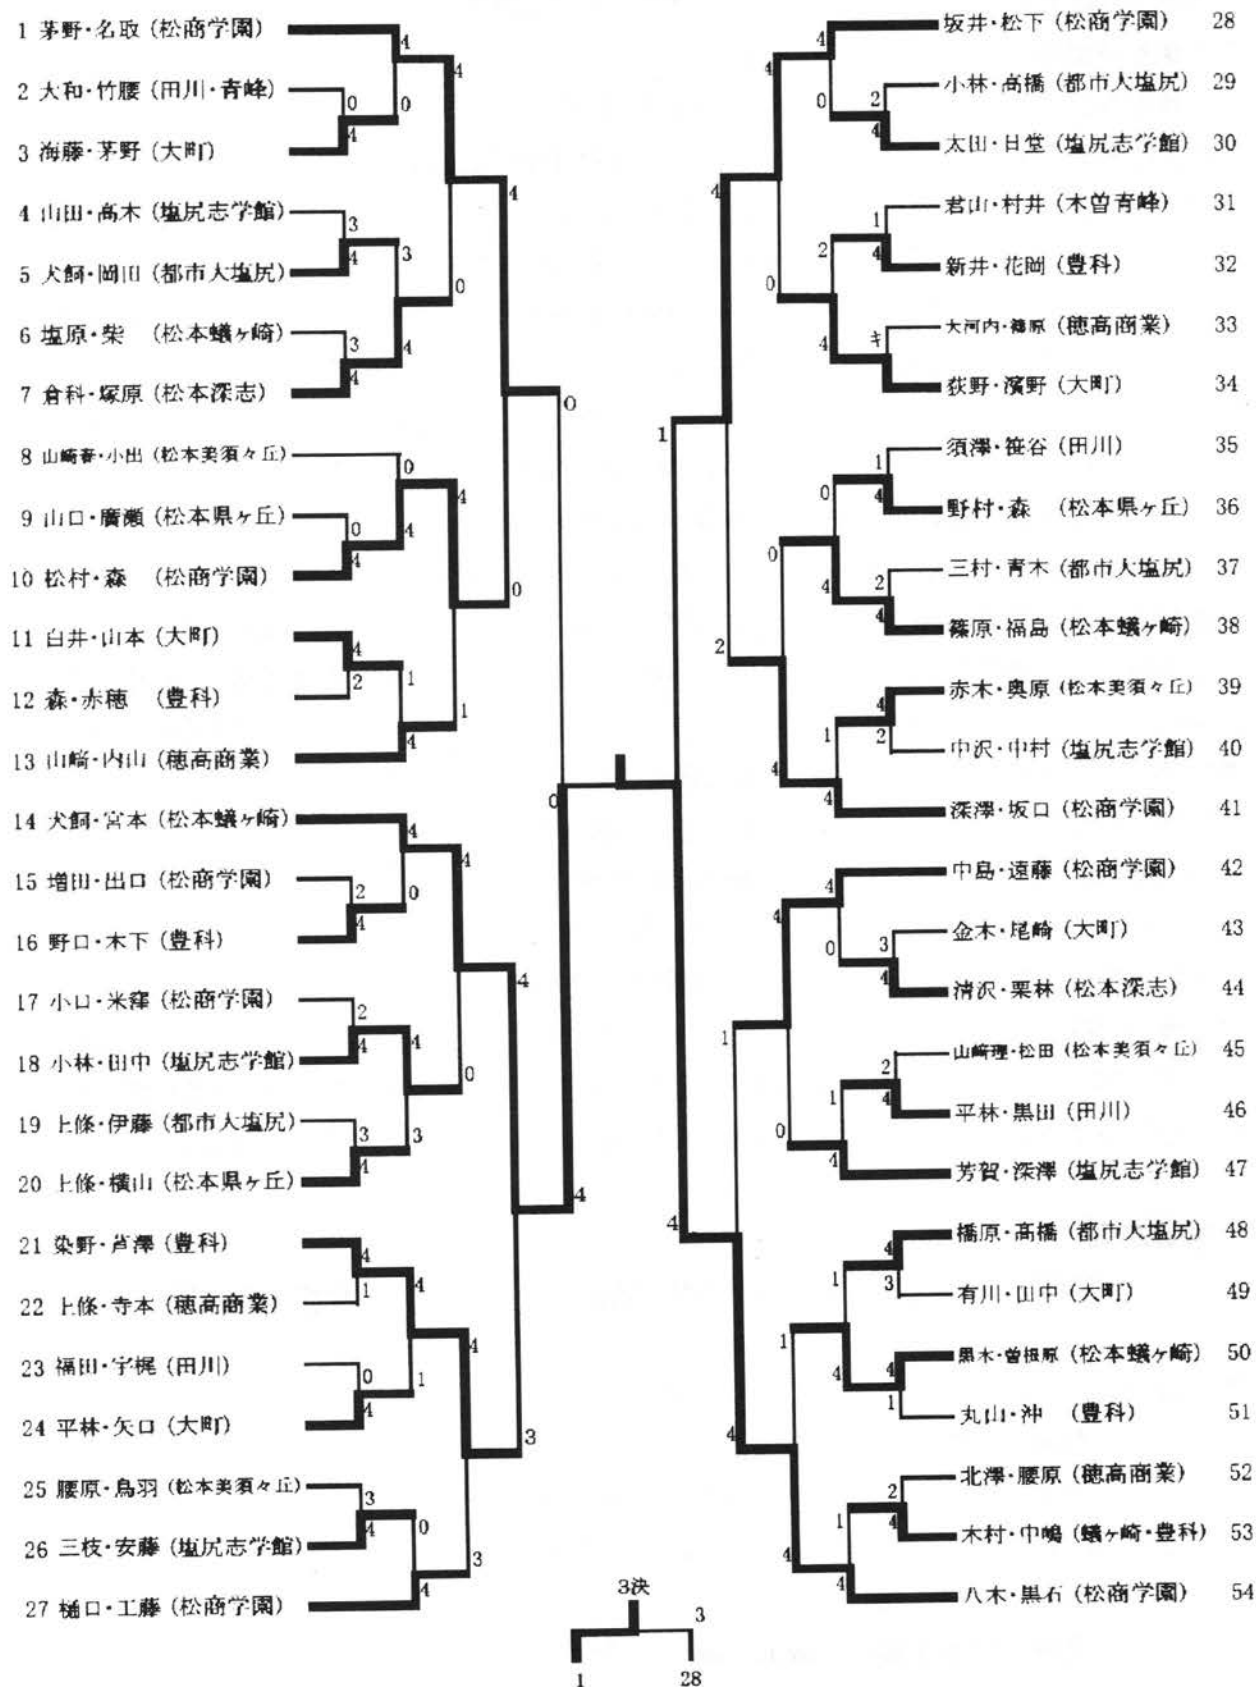 1 茅野・名取 (松商学園)
2 大和・竹腰 (田川・青峰)
3 海藤・茅野 (大町)
4 山田・高木 (塩尻志学館)
5 犬飼・岡田 (都市大塩尻)
6 塩原・柴 (松本蟻ヶ崎)
7 倉科・塚原 (松本深志)
8 山崎春・小出 (松本美須々丘)
9 山口・廣瀬 (松本県ヶ丘)
10 松村・森 (松商学園)
11 白井・山本 (大町)
12 森・赤穂 (豊科)
13 山﨑・内山 (穂高商業)
14 犬飼・宮本 (松本蟻ヶ崎)
15 増田・出口 (松商学園)
16 野口・木下 (豊科)
17 小口・米窪 (松商学園)
18 小林・田中 (塩尻志学館)
19 上條・伊藤 (都市大塩尻)
20 上條・横山 (松本県ヶ丘)
21 染野・芦澤 (豊科)
22 上條・寺本 (穂高商業)
23 福田・宇梶 (田川)
24 平林・矢口 (大町)
25 腰原・鳥羽 (松本美須々丘)
26 三枝・安藤 (塩尻志学館)
27 樋口・工藤 (松商学園)
坂井・松下 (松商学園) 28
小林・高橋 (都市大塩尻) 29
太田・日堂 (塩尻志学館) 30
君山・村井 (木曽青峰) 31
新井・花岡 (豊科) 32
大河内・篠原 (穂高商業) 33
荻野・濱野 (大町) 34
須澤・笹谷 (田川) 35
野村・森 (松本県ヶ丘) 36
三村・青木 (都市大塩尻) 37
篠原・福島 (松本蟻ヶ崎) 38
赤木・奥原 (松本美須々丘) 39
中沢・中村 (塩尻志学館) 40
深澤・坂口 (松商学園) 41
中島・遠藤 (松商学園) 42
金木・尾崎 (大町) 43
清沢・栗林 (松本深志) 44
山崎理・松田 (松本美須々丘) 45
平林・黒田 (田川) 46
芳賀・深澤 (塩尻志学館) 47
橋原・高橋 (都市大塩尻) 48
有川・田中 (大町) 49
黒木・曽根原 (松本蟻ヶ崎) 50
丸山・沖 (豊科) 51
北澤・腰原 (穂高商業) 52
木村・中嶋 (蟻ヶ崎・豊科) 53
八木・黒石 (松商学園) 54
3決
3
1 28